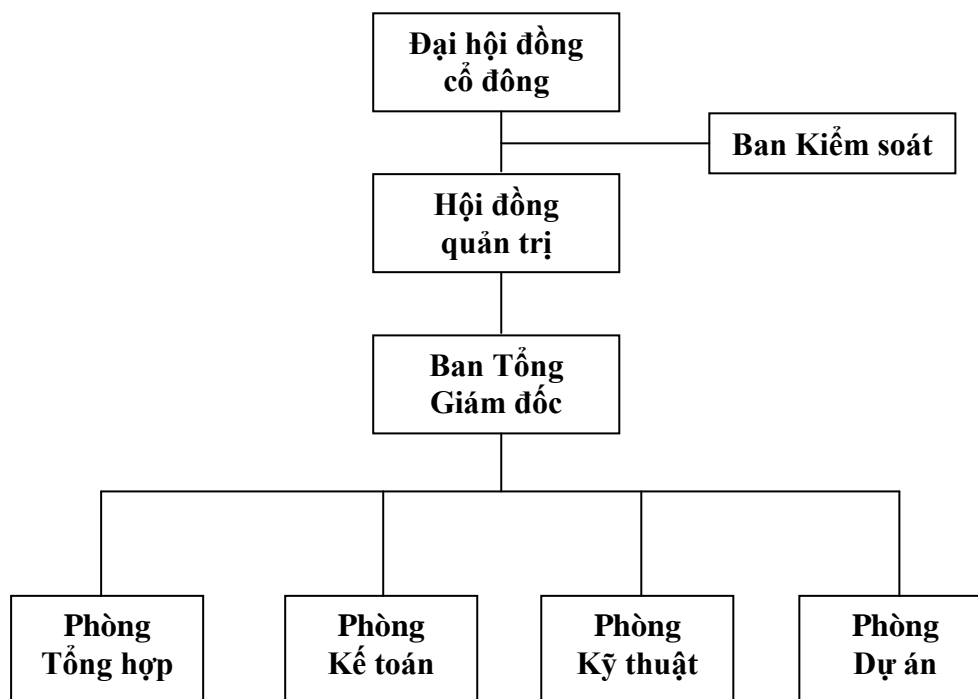 Đại hội đồng
cổ đông
Ban Kiểm soát
Hội đồng
quản trị
Ban Tổng
Giám đốc
Phòng
Tổng hợp
Phòng
Kế toán
Phòng
Kỹ thuật
Phòng
Dự án